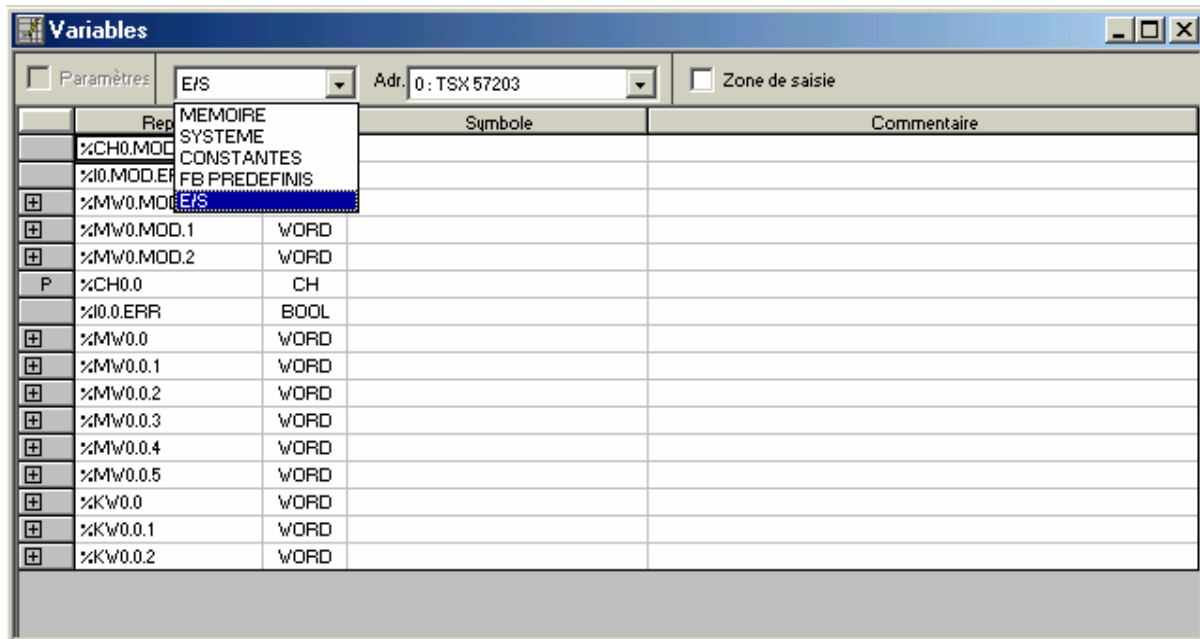 Variables
Paramètres E/S Adr. 0 : TSX 57203 Zone de saisie
MEMOIRE
SYSTEME
CONSTANTES
FB PREDEFINIS
E/S
Rep Symbole Commentaire
%CH0.MOD
%I0.MOD.ER
%MW0.MOD
%MW0.MOD.1 WORD
%MW0.MOD.2 WORD
P %CH0.0 CH
%I0.0.ERR BOOL
%MW0.0 WORD
%MW0.0.1 WORD
%MW0.0.2 WORD
%MW0.0.3 WORD
%MW0.0.4 WORD
%MW0.0.5 WORD
%KW0.0 WORD
%KW0.0.1 WORD
%KW0.0.2 WORD